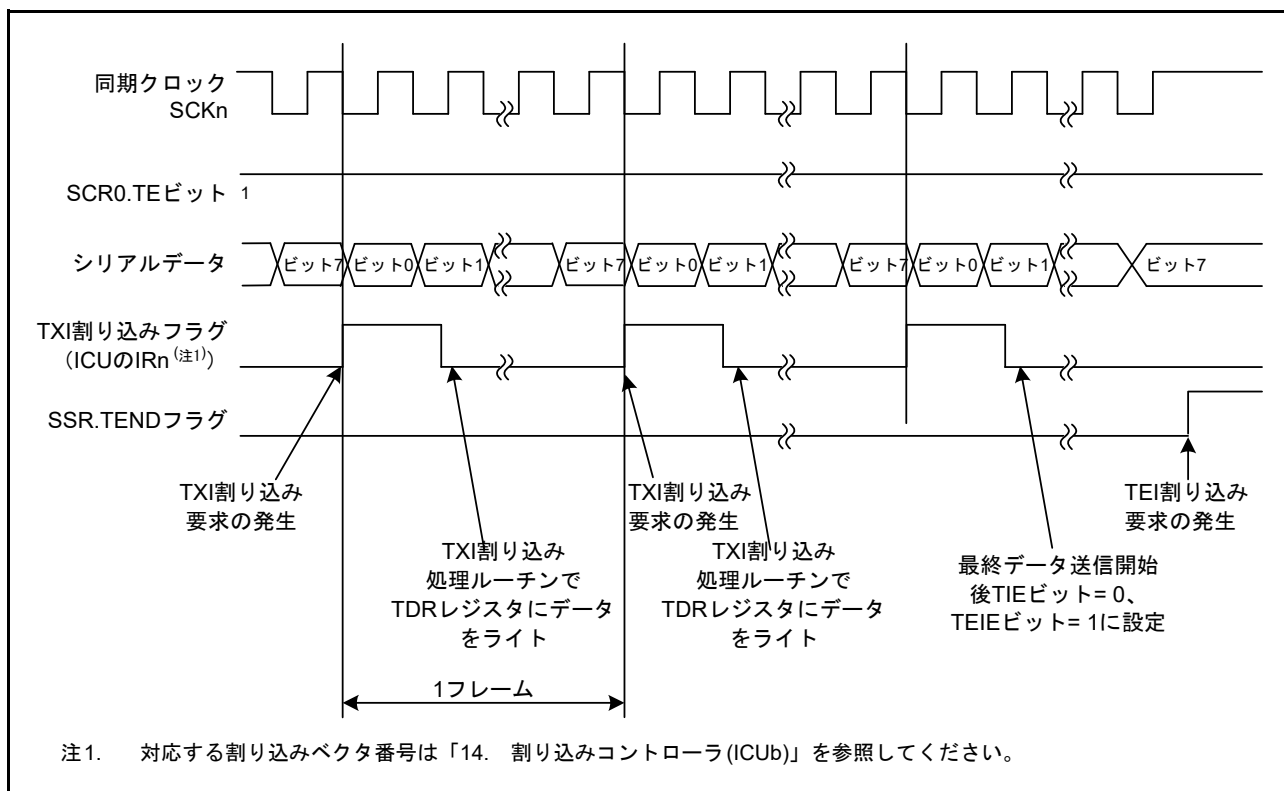 同期クロック
SCKn
SCR0.TEビット 1
シリアルデータ
ビット7 ビット0 ビット1 ビット7 ビット0 ビット1 ビット7 ビット0 ビット1 ビット7
TXI割り込みフラグ
（ICUのIRn(注1)）
SSR.TENDフラグ
TXI割り込み
要求の発生
TXI割り込み
処理ルーチンで
TDRレジスタにデータ
をライト
TXI割り込み
要求の発生
TXI割り込み
処理ルーチンで
TDRレジスタにデータ
をライト
最終データ送信開始
後TIEビット= 0、
TEIEビット= 1に設定
TEI割り込み
要求の発生
1フレーム
注1. 対応する割り込みベクタ番号は「14. 割り込みコントローラ(ICUb)」を参照してください。